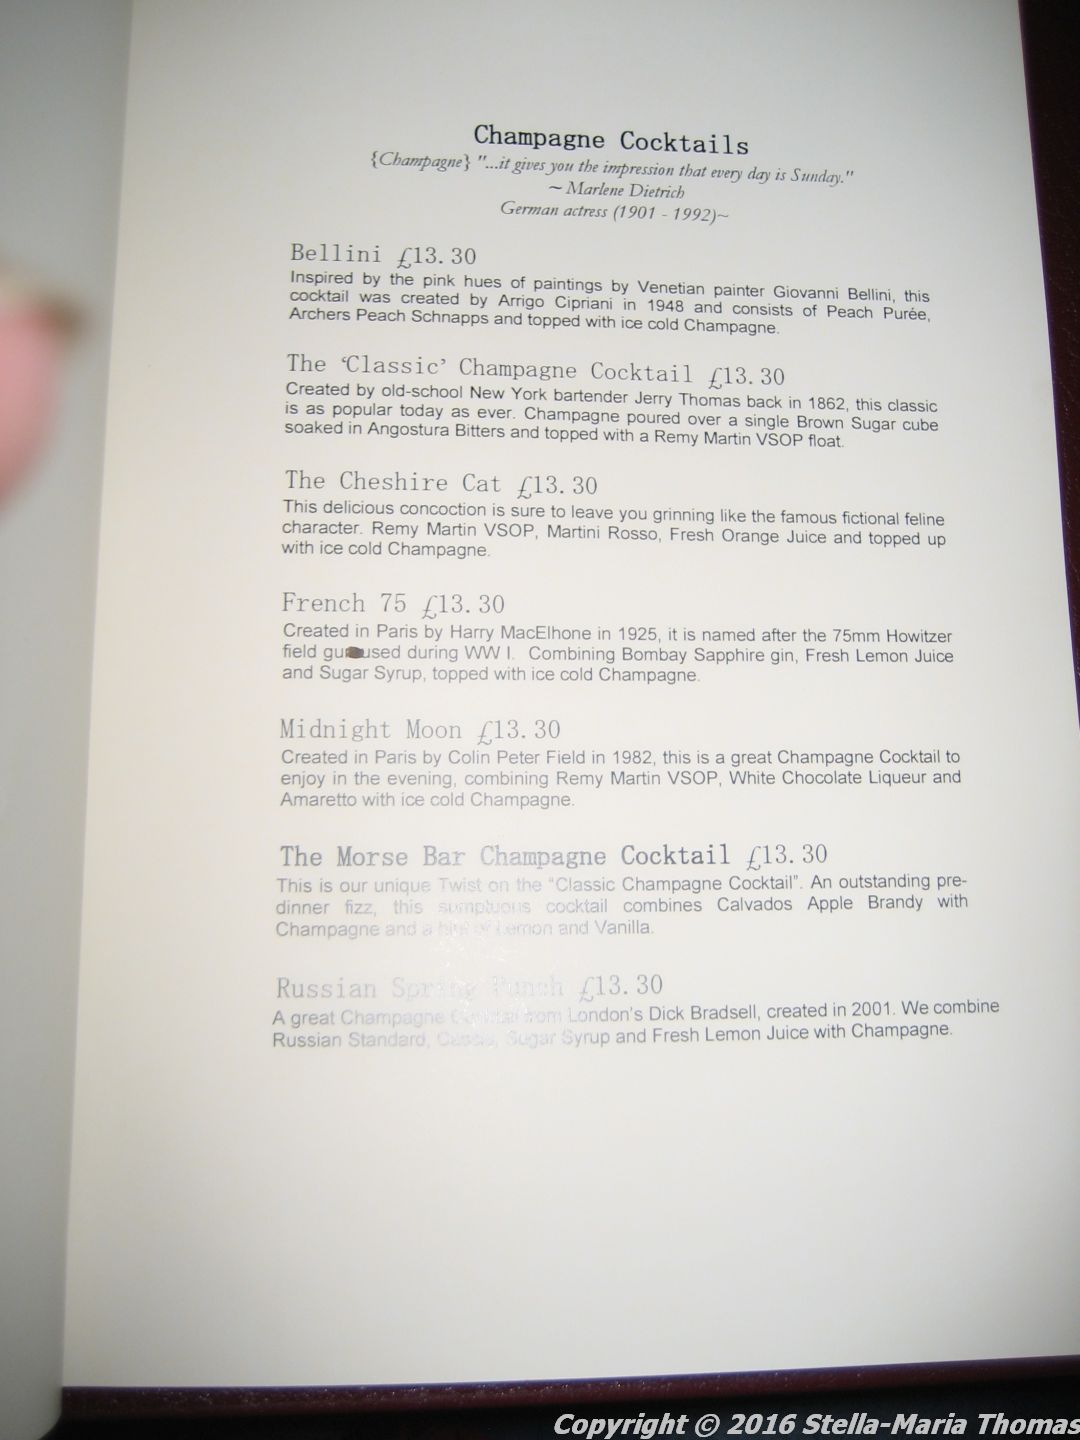 Champagne Cocktails
{Champagne} "...it gives you the impression that every day is Sunday."
~ Marlene Dietrich
German actress (1901 - 1992)~
Bellini £13.30
Inspired by the pink hues of paintings by Venetian painter Giovanni Bellini, this
cocktail was created by Arrigo Cipriani in 1948 and consists of Peach Purée,
Archers Peach Schnapps and topped with ice cold Champagne.
The ‘Classic’ Champagne Cocktail £13.30
Created by old-school New York bartender Jerry Thomas back in 1862, this classic
is as popular today as ever. Champagne poured over a single Brown Sugar cube
soaked in Angostura Bitters and topped with a Remy Martin VSOP float.
The Cheshire Cat £13.30
This delicious concoction is sure to leave you grinning like the famous fictional feline
character. Remy Martin VSOP, Martini Rosso, Fresh Orange Juice and topped up
with ice cold Champagne.
French 75 £13.30
Created in Paris by Harry MacElhone in 1925, it is named after the 75mm Howitzer
field used during WW I. Combining Bombay Sapphire gin, Fresh Lemon Juice
and Sugar Syrup, topped with ice cold Champagne.
Midnight Moon £13.30
Created in Paris by Colin Peter Field in 1982, this is a great Champagne Cocktail to
enjoy in the evening, combining Remy Martin VSOP, White Chocolate Liqueur and
Amaretto with ice cold Champagne.
The Morse Bar Champagne Cocktail £13.30
This is our unique Twist on the “Classic Champagne Cocktail”. An outstanding pre-
dinner fizz, this sumptuous cocktail combines Calvados Apple Brandy with
Champagne and a hint of Lemon and Vanilla.
Russian Spring Punch £13.30
A great Champagne Cocktail from London's Dick Bradsell, created in 2001. We combine
Russian Standard, Cassis, Sugar Syrup and Fresh Lemon Juice with Champagne.
Copyright © 2016 Stella-Maria Thomas